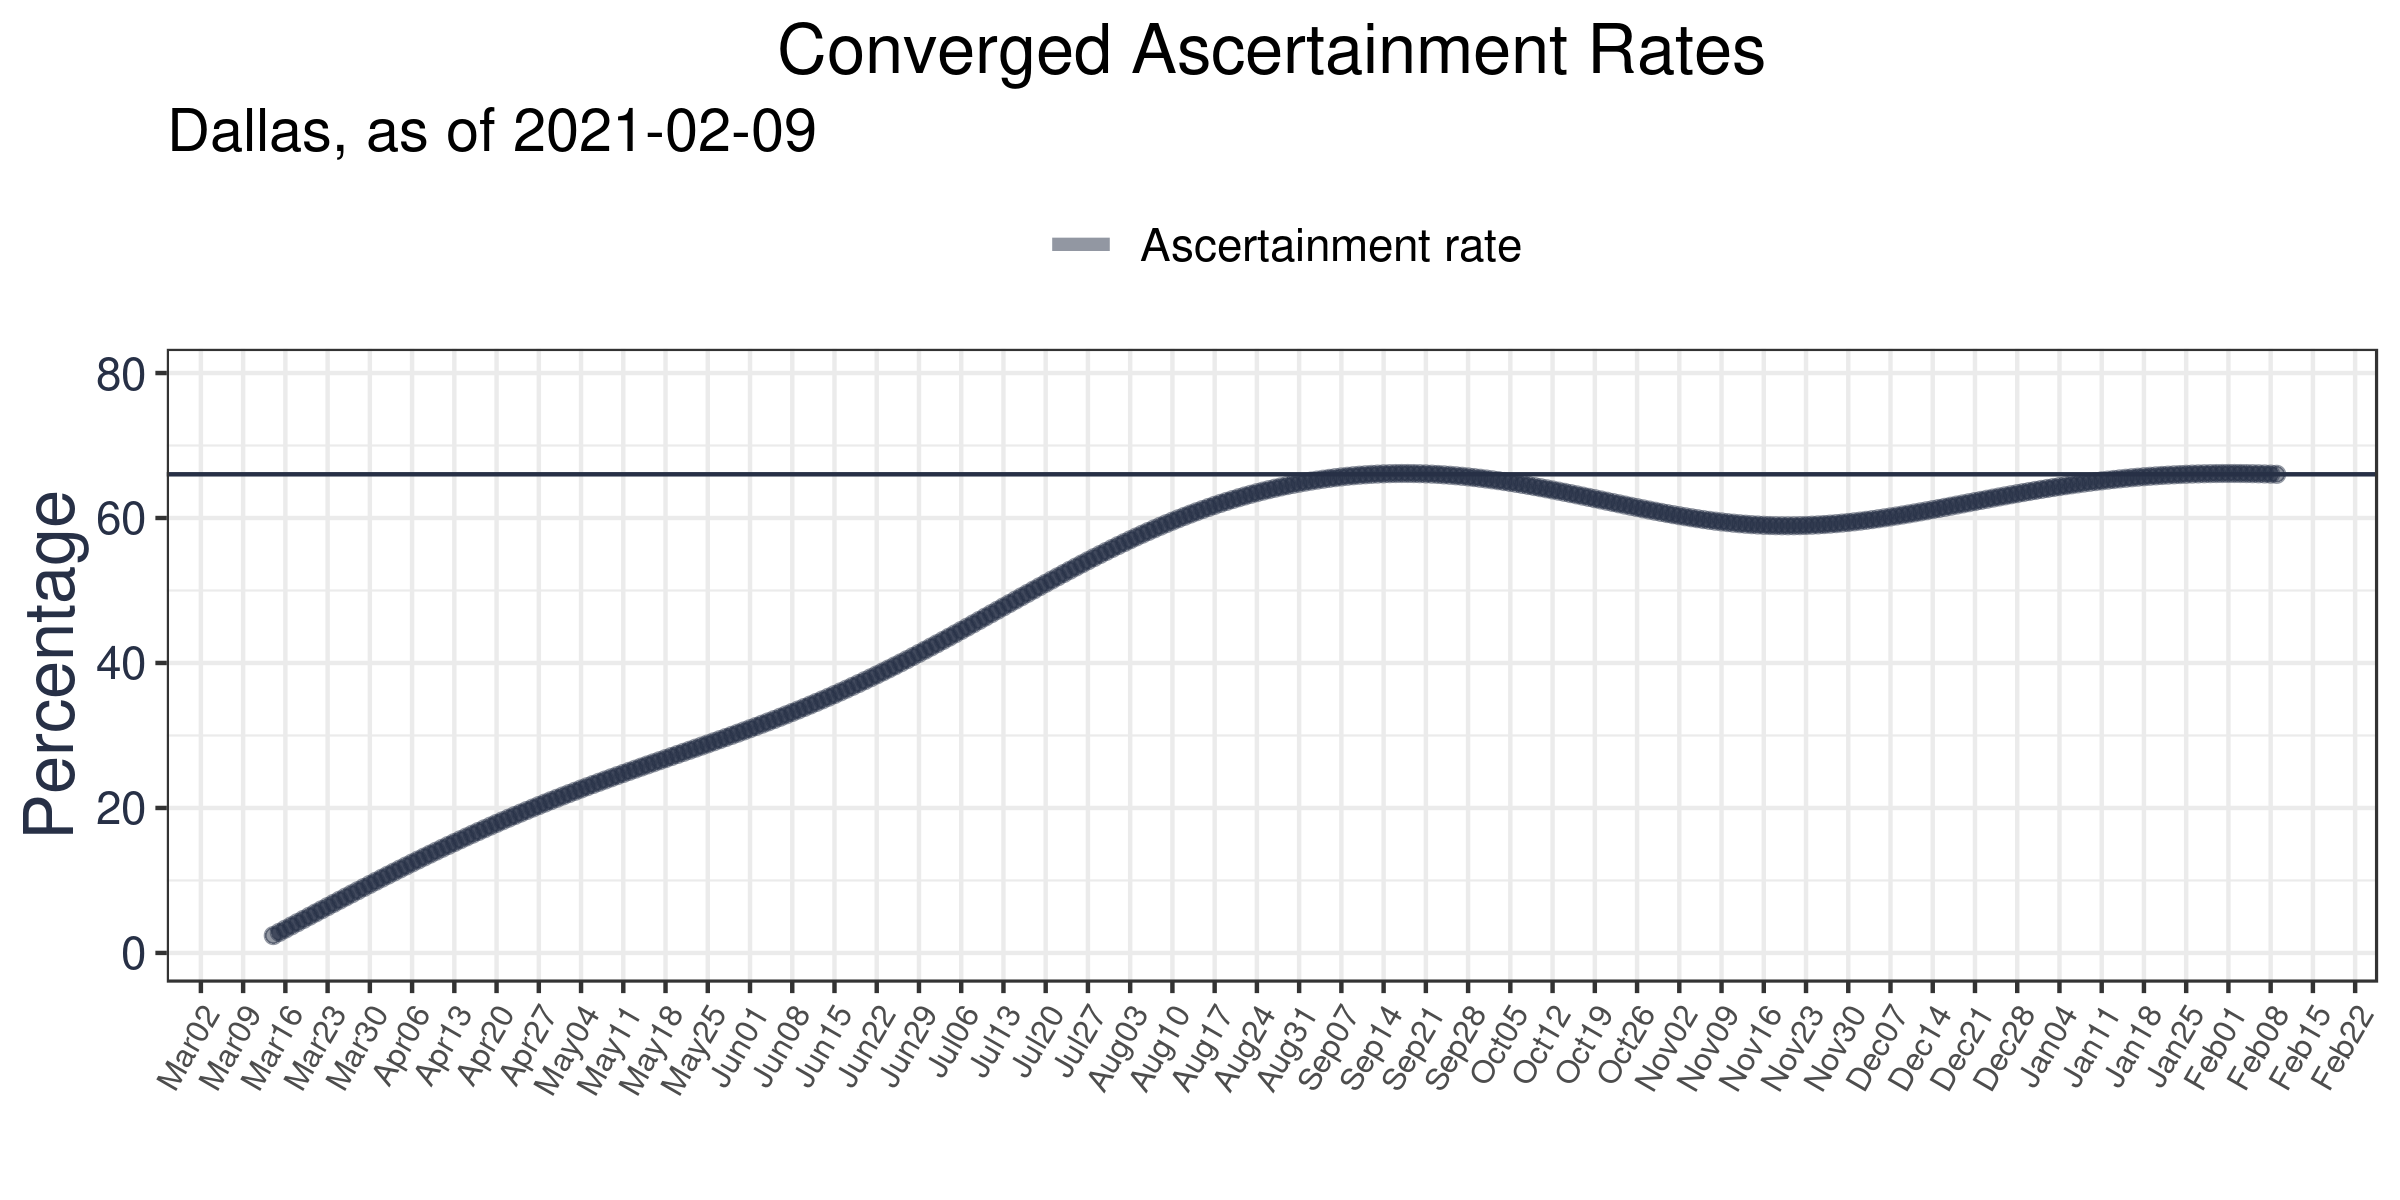 Converged Ascertainment Rates
Dallas, as of 2021-02-09
Ascertainment rate
Percentage
80
60
40
20
0
Mar02 Mar09 Mar16 Mar23 Mar30 Apr06 Apr13 Apr20 Apr27 May04 May11 May18 May25 Jun01 Jun08 Jun15 Jun22 Jun29 Jul06 Jul13 Jul20 Jul27 Aug03 Aug10 Aug17 Aug24 Aug31 Sep07 Sep14 Sep21 Sep28 Oct05 Oct12 Oct19 Oct26 Nov02 Nov09 Nov16 Nov23 Nov30 Dec07 Dec14 Dec21 Dec28 Jan04 Jan11 Jan18 Jan25 Feb01 Feb08 Feb15 Feb22